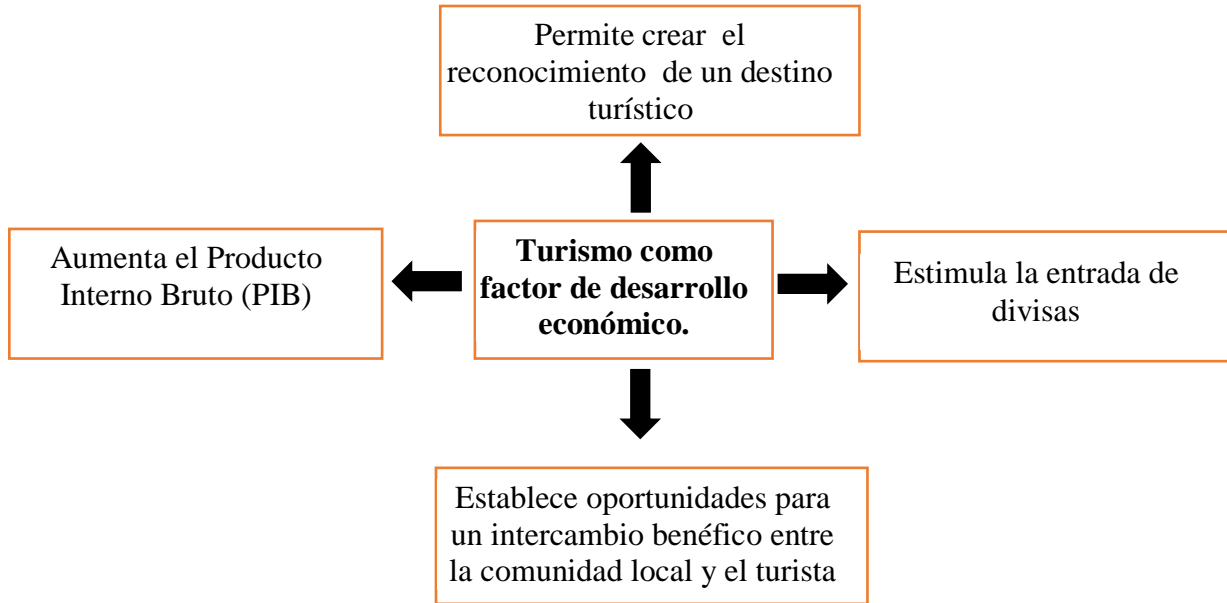 Permite crear el
reconocimiento de un destino
turístico
Aumenta el Producto
Interno Bruto (PIB)
Turismo como
factor de desarrollo
económico.
Estimula la entrada de
divisas
Establece oportunidades para
un intercambio benéfico entre
la comunidad local y el turista